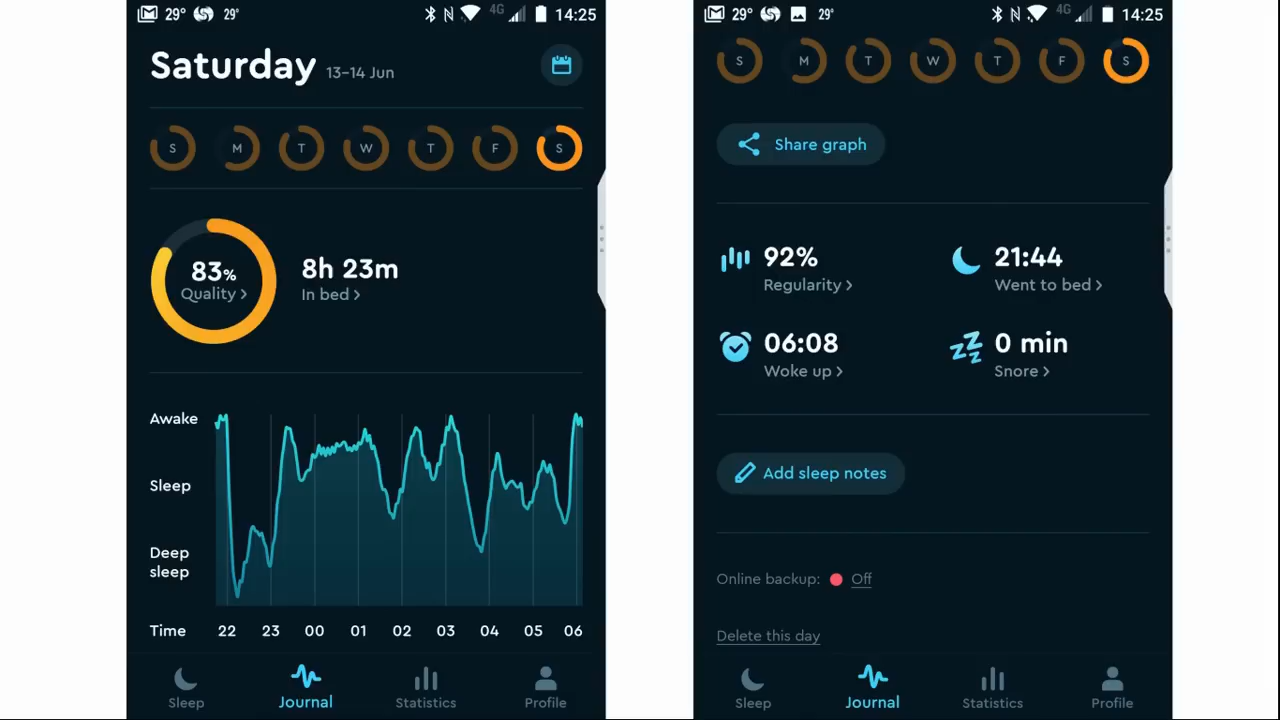 29° 29° 4G 14:25
Saturday 13–14 Jun
S M T W T F S
83%
Quality >
8h 23m
In bed >
Awake
Sleep
Deep
sleep
Time 22 23 00 01 02 03 04 05 06
Sleep Journal Statistics Profile
29° 29° 4G 14:25
S M T W T F S
Share graph
92%
Regularity >
21:44
Went to bed >
06:08
Woke up >
0 min
Snore >
Add sleep notes
Online backup: Off
Delete this day
Sleep Journal Statistics Profile